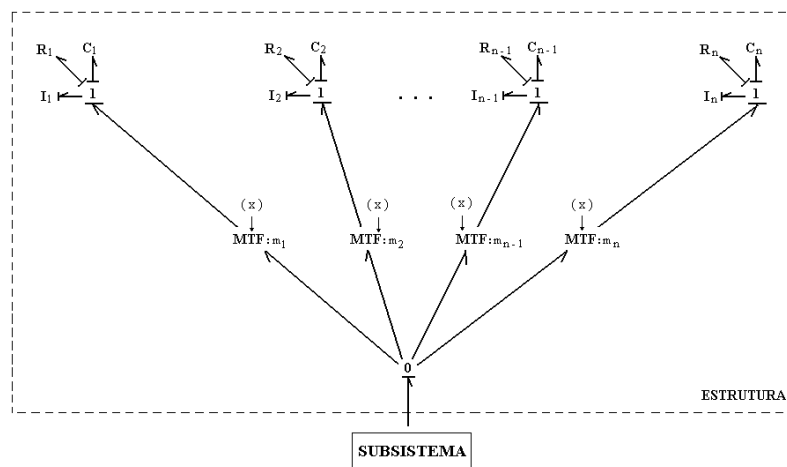 R1 C1 R2 C2 Rn-1 Cn-1 Rn Cn
I1 1 I2 1 . . . In-1 1 In 1
(x) (x) (x) (x)
MTF:m1 MTF:m2 MTF:mn-1 MTF:mn
0
ESTRUTURA
SUBSISTEMA